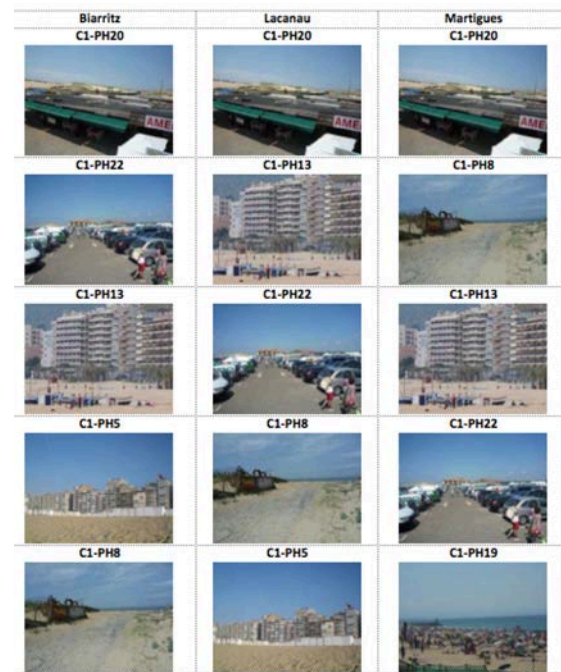 Biarritz Lacanau Martigues
C1-PH20 C1-PH20 C1-PH20
AME AME AME
C1-PH22 C1-PH13 C1-PH8
C1-PH13 C1-PH22 C1-PH13
C1-PH5 C1-PH8 C1-PH22
C1-PH8 C1-PH5 C1-PH19